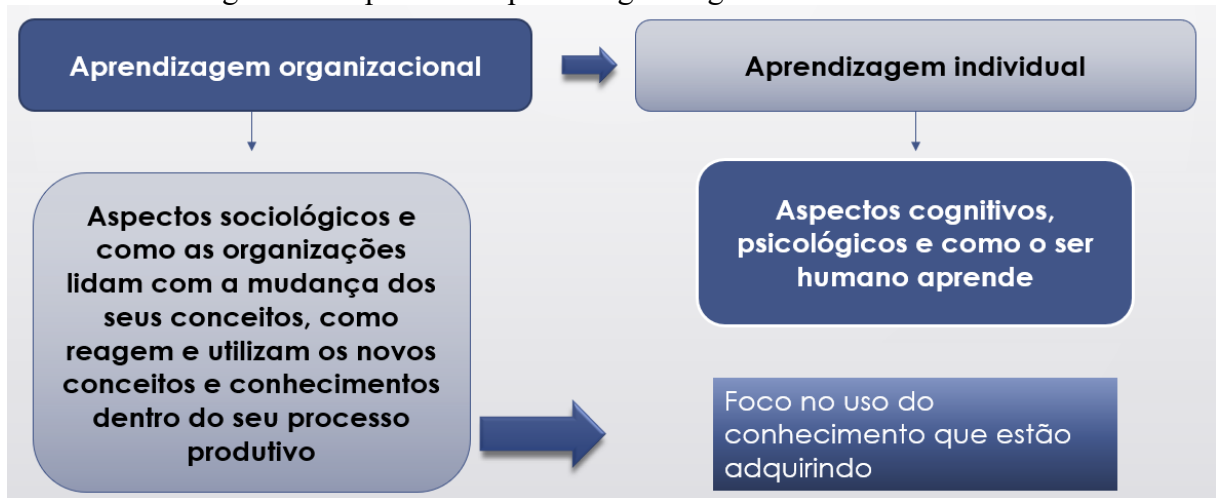 Aprendizagem organizacional
Aprendizagem individual
Aspectos sociológicos e
como as organizações
lidam com a mudança dos
seus conceitos, como
reagem e utilizam os novos
conceitos e conhecimentos
dentro do seu processo
produtivo
Aspectos cognitivos,
psicológicos e como o ser
humano aprende
Foco no uso do
conhecimento que estão
adquirindo